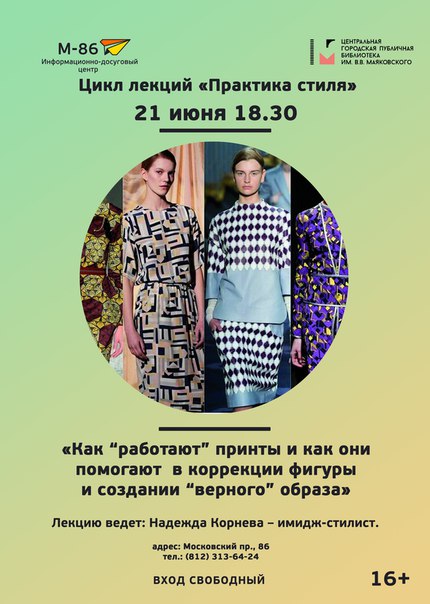 М-86
Информационно-досуговый
центр
ЦЕНТРАЛЬНАЯ
ГОРОДСКАЯ ПУБЛИЧНАЯ
БИБЛИОТЕКА
ИМ. В.В. МАЯКОВСКОГО
Цикл лекций «Практика стиля»
21 июня 18.30
«Как “работают” принты и как они
помогают в коррекции фигуры
и создании “верного” образа»
Лекцию ведет: Надежда Корнева – имидж-стилист.
адрес: Московский пр., 86
тел.: (812) 313-64-24
ВХОД СВОБОДНЫЙ
16+